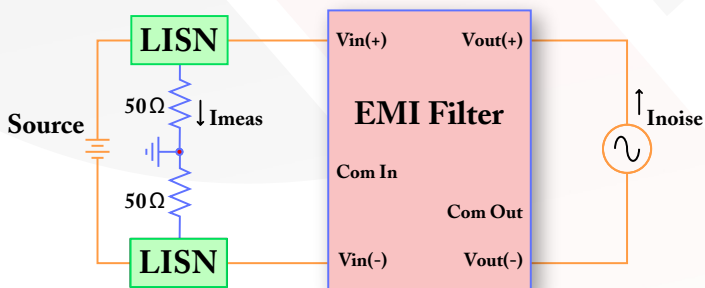 LISN
Vin(+)
Vout(+)
50Ω
Imeas
EMI Filter
Source
Inoise
Com In
50Ω
Com Out
LISN
Vin(-)
Vout(-)